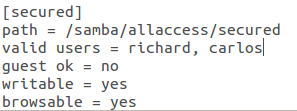 [secured]
path = /samba/allaccess/secured
valid users = richard, carlos
guest ok = no
writable = yes
browsable = yes